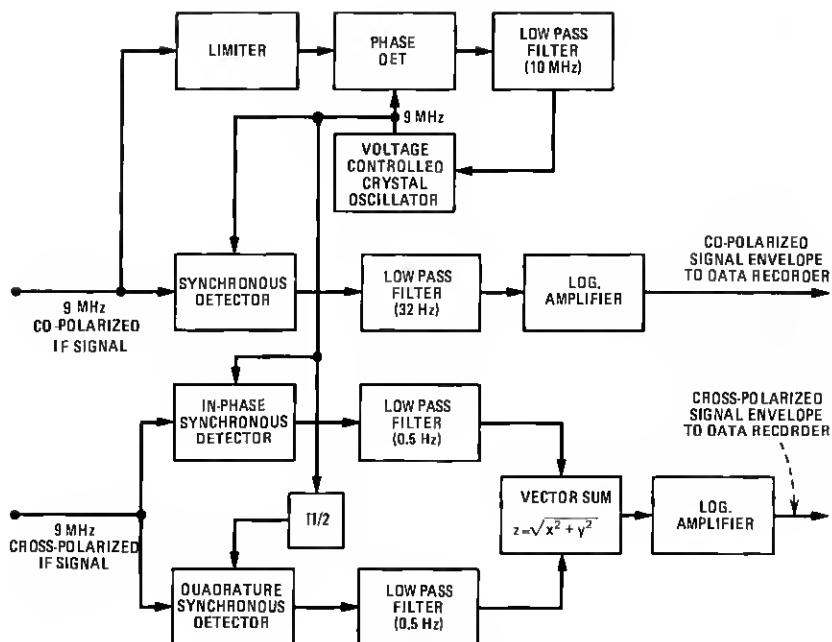 LIMITER
PHASE
DET
LOW PASS
FILTER
(10 MHz)
9 MHz
VOLTAGE
CONTROLLED
CRYSTAL
OSCILLATOR
SYNCHRONOUS
DETECTOR
LOW PASS
FILTER
(32 Hz)
LOG.
AMPLIFIER
CO-POLARIZED
SIGNAL ENVELOPE
TO DATA RECORDER
9 MHz
CO-POLARIZED
IF SIGNAL
IN-PHASE
SYNCHRONOUS
DETECTOR
LOW PASS
FILTER
(0.5 Hz)
CROSS-POLARIZED
SIGNAL ENVELOPE
TO DATA RECORDER
9 MHz
CROSS-POLARIZED
IF SIGNAL
Π/2
VECTOR SUM
z=√x² + y²
LOG.
AMPLIFIER
QUADRATURE
SYNCHRONOUS
DETECTOR
LOW PASS
FILTER
(0.5 Hz)